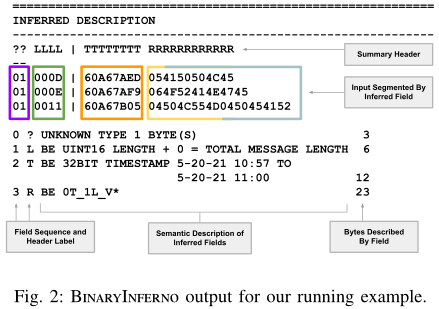 ================================================
INFERRED DESCRIPTION
------------------------------------------------
?? LLLL | TTTTTTTT RRRRRRRRRRRR
Summary Header
--
01 000D | 60A67AED 054150504C45
01 000E | 60A67AF9 064F52414E4745
01 0011 | 60A67B05 04504C554D0450454152
Input Segmented By
Inferred Field
0 ? UNKNOWN TYPE 1 BYTE(S) 3
1 L BE UINT16 LENGTH + 0 = TOTAL MESSAGE LENGTH 6
2 T BE 32BIT TIMESTAMP 5-20-21 10:57 TO
5-20-21 11:00 12
3 R BE 0T_1L_V* 23
Field Sequence and
Header Label
Semantic Description of
Inferred Fields
Bytes Described
By Field
Fig. 2: BINARYINFERNO output for our running example.